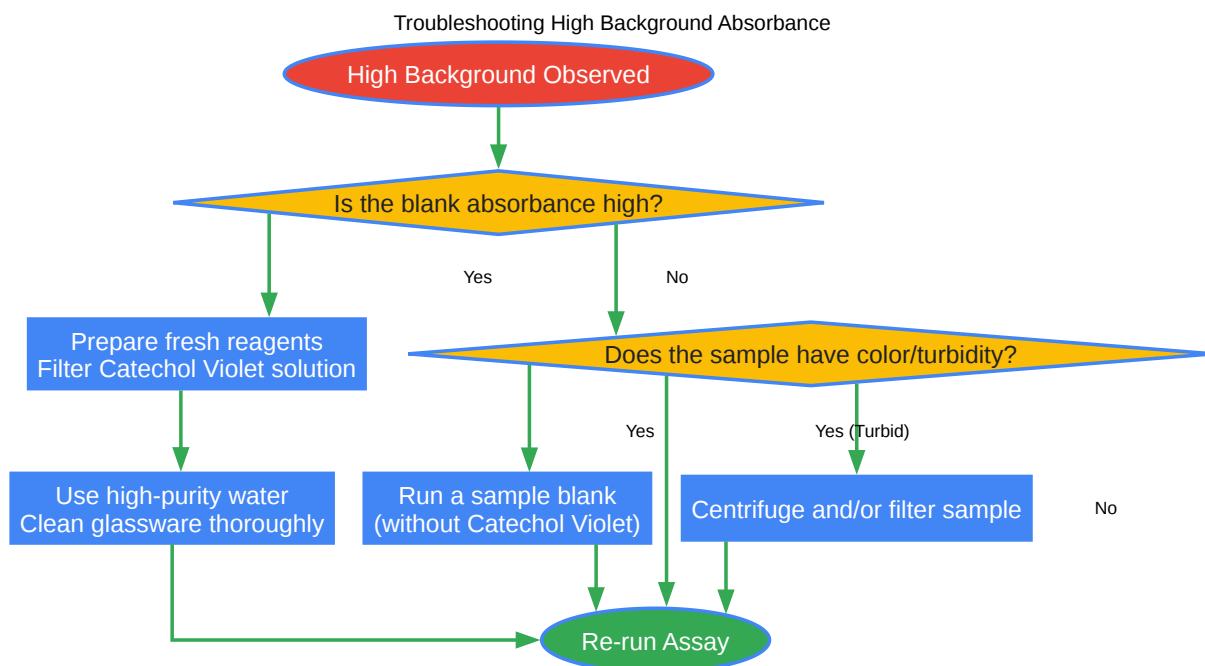 Troubleshooting High Background Absorbance
High Background Observed
Is the blank absorbance high?
Yes
No
Prepare fresh reagents
Filter Catechol Violet solution
Does the sample have color/turbidity?
Yes
Yes (Turbid)
No
Use high-purity water
Clean glassware thoroughly
Run a sample blank
(without Catechol Violet)
Centrifuge and/or filter sample
Re-run Assay